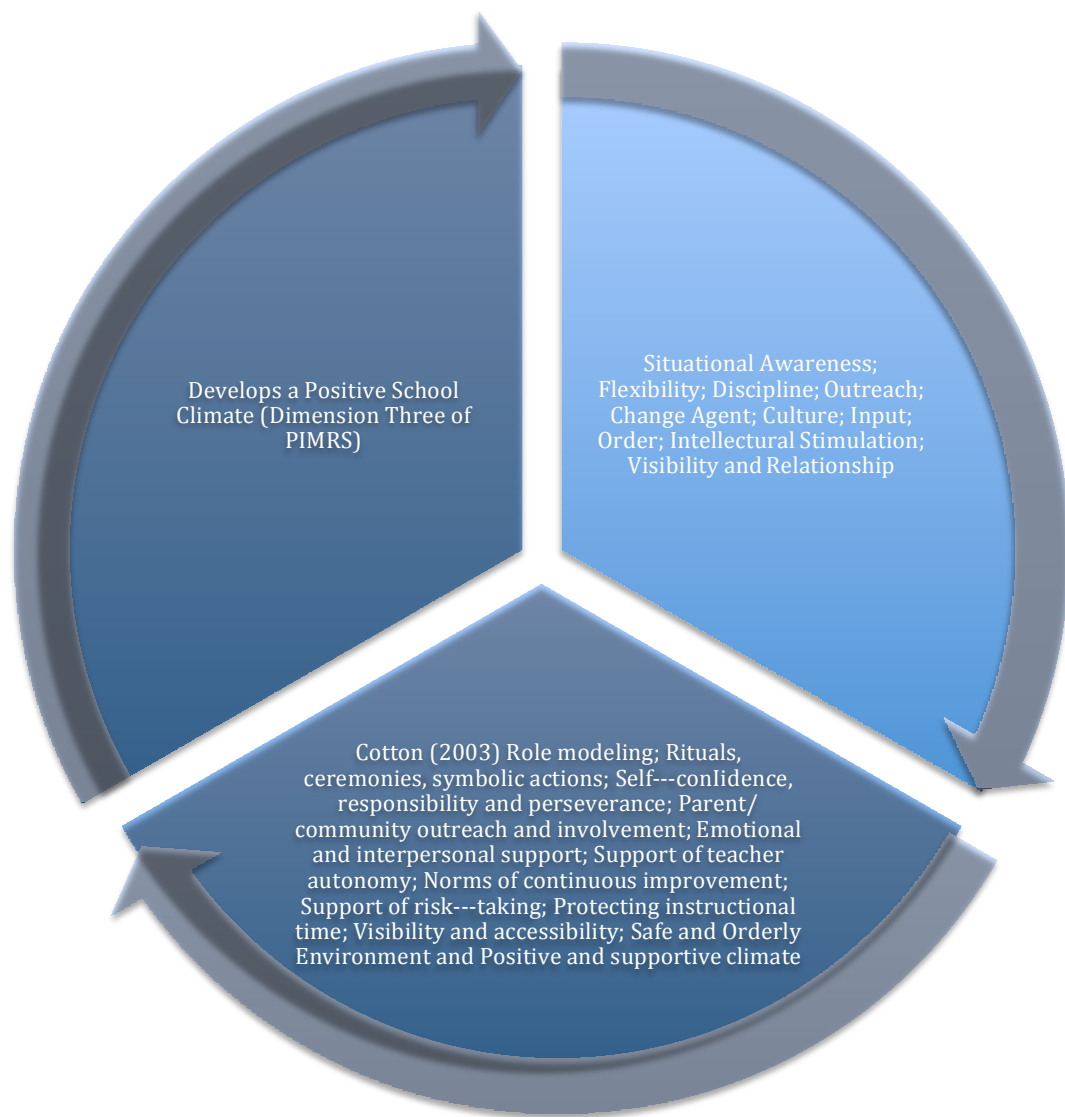 Develops a Positive School
Climate (Dimension Three of
PIMRS)
Situational Awareness;
Flexibility; Discipline; Outreach;
Change Agent; Culture; Input;
Order; Intellectural Stimulation;
Visibility and Relationship
Cotton (2003) Role modeling; Rituals,
ceremonies, symbolic actions; Self---conIidence,
responsibility and perseverance; Parent/
community outreach and involvement; Emotional
and interpersonal support; Support of teacher
autonomy; Norms of continuous improvement;
Support of risk---taking; Protecting instructional
time; Visibility and accessibility; Safe and Orderly
Environment and Positive and supportive climate